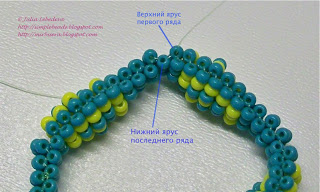 © Julia Lebedeva
http://simplebeads.blogspot.com
Верхний ярус
первого ряда
Нижний ярус
последнего ряда